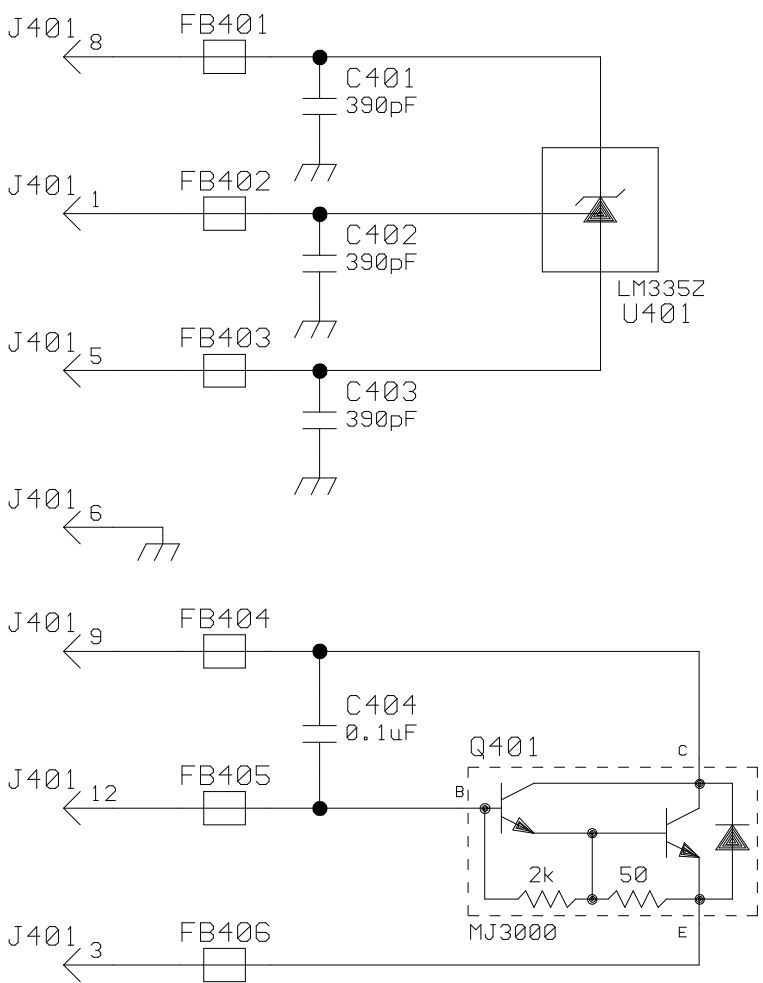 J401 8 FB401
C401
390pF
J401 1 FB402
C402
390pF
LM335Z
U401
J401 5 FB403
C403
390pF
J401 6
J401 9 FB404
C404
0.1uF
Q401
C
J401 12 FB405
B
2k 50
MJ3000
E
J401 3 FB406